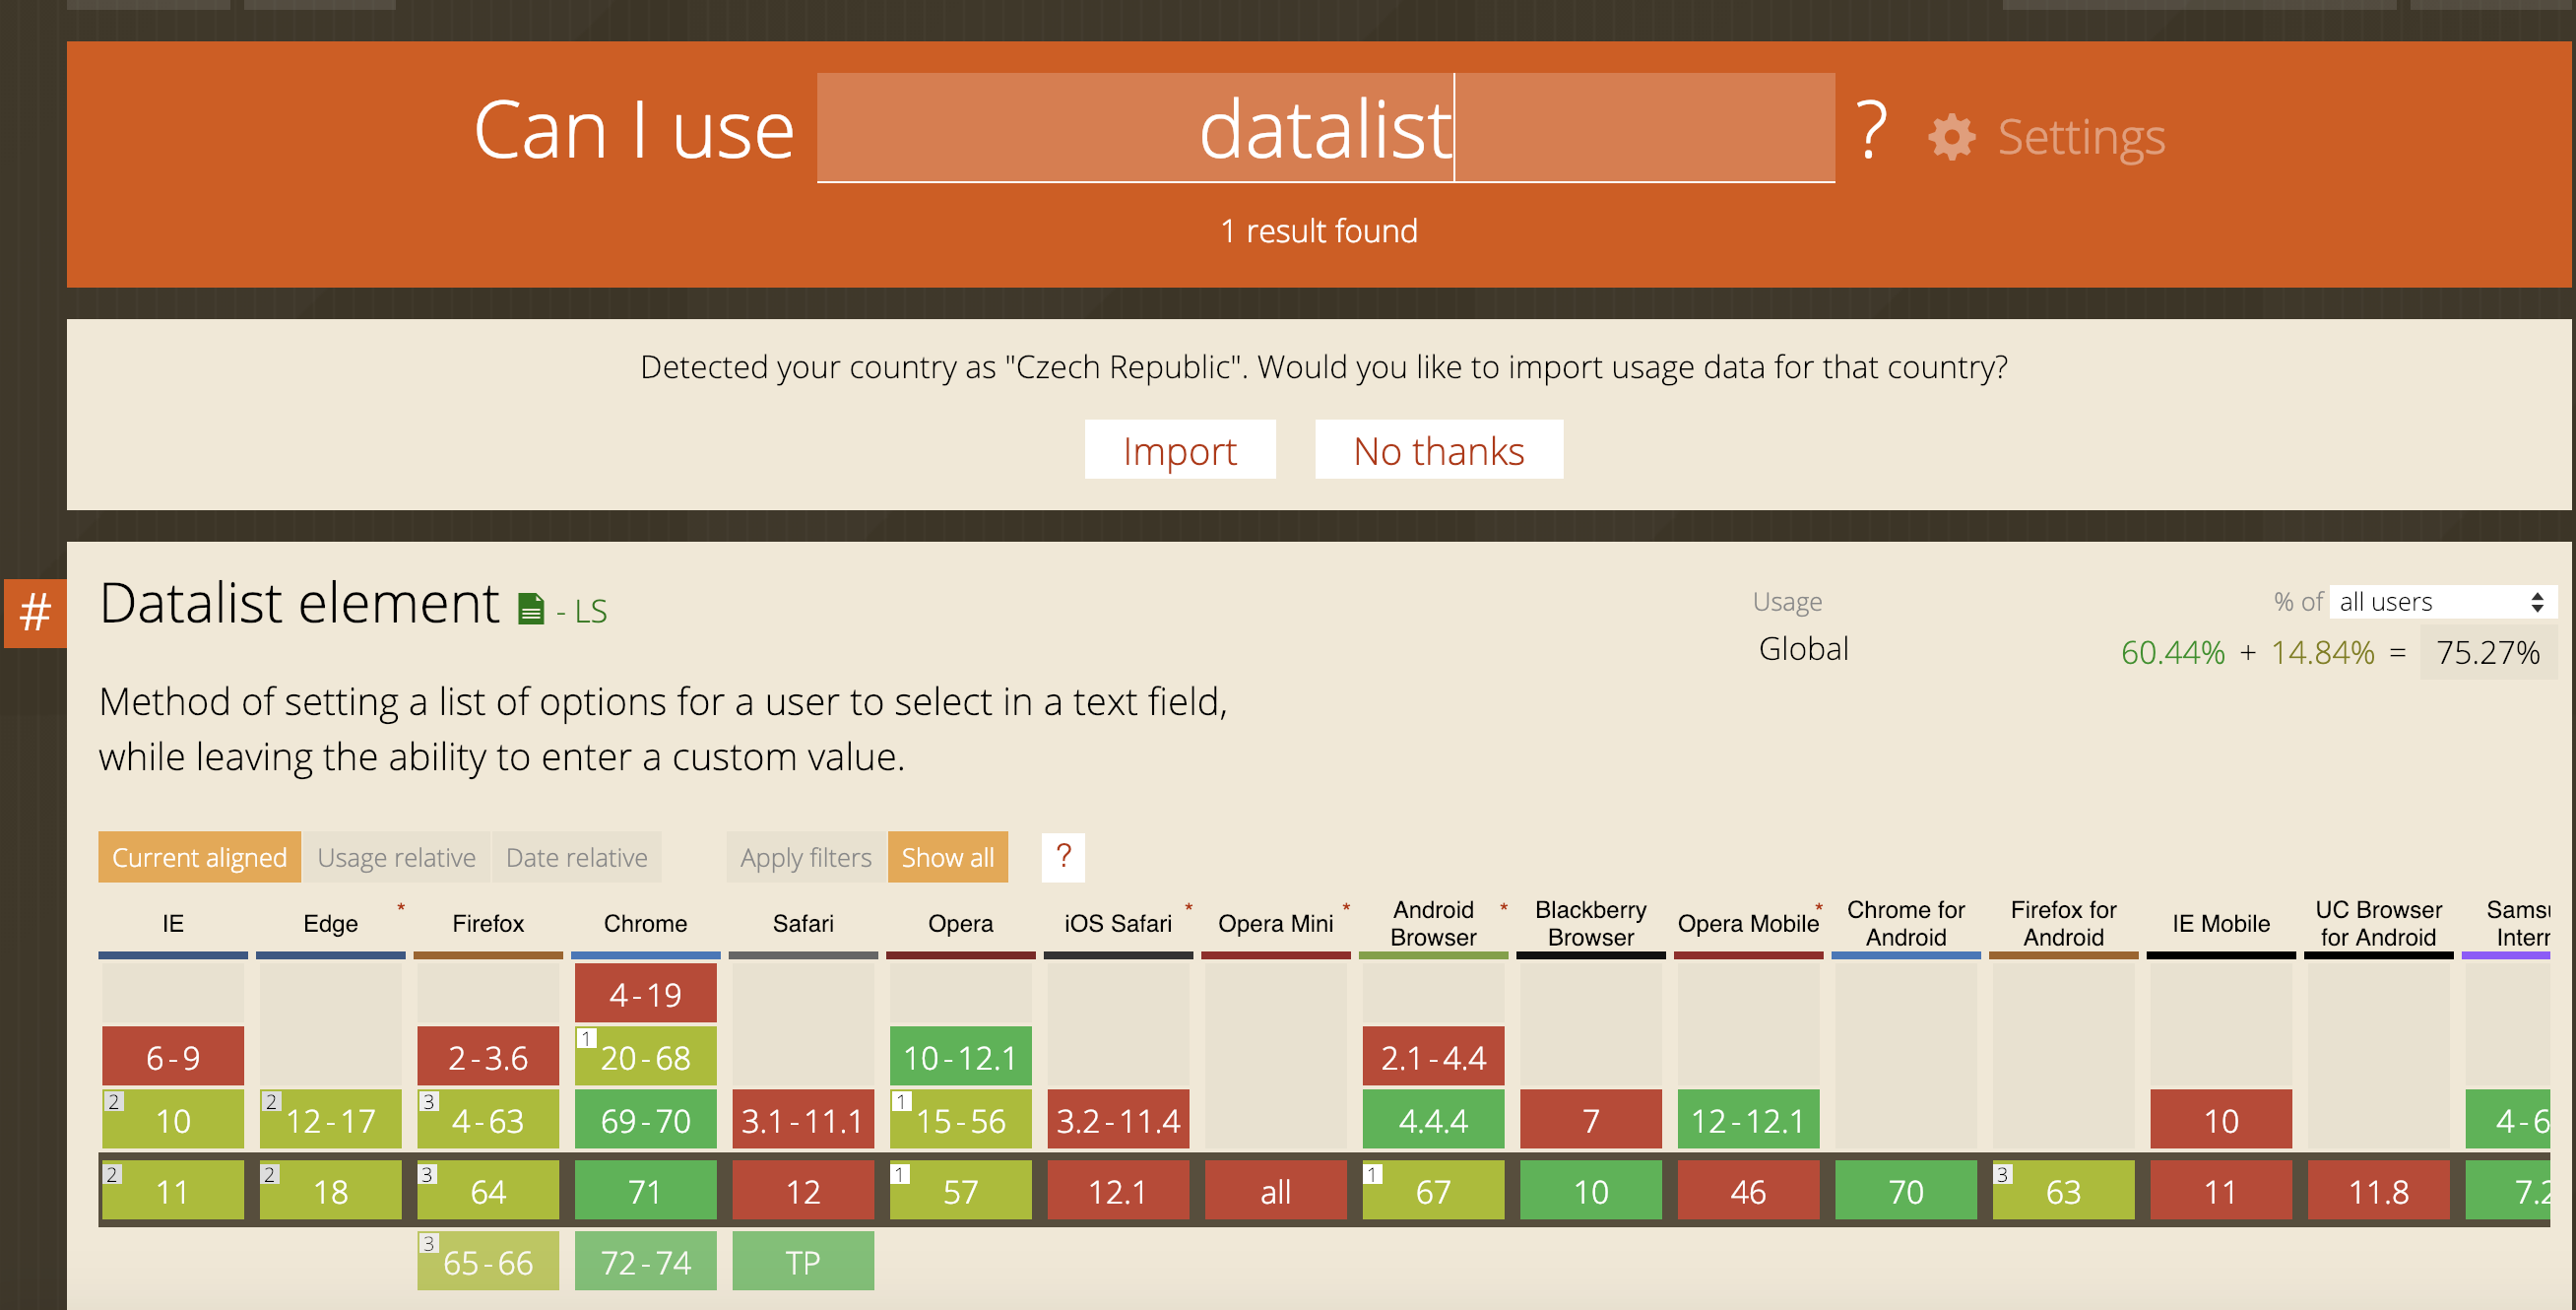 Can I use datalist ? Settings
1 result found
Detected your country as "Czech Republic". Would you like to import usage data for that country?
Import No thanks
# Datalist element - LS
Usage % of all users
Global 60.44% + 14.84% = 75.27%
Method of setting a list of options for a user to select in a text field,
while leaving the ability to enter a custom value.
Current aligned Usage relative Date relative Apply filters Show all ?
IE Edge * Firefox Chrome Safari Opera iOS Safari * Opera Mini * Android Browser * Blackberry Browser Opera Mobile * Chrome for Android Firefox for Android IE Mobile UC Browser for Android
4-19
6-9 2-3.6 1 20-68 10-12.1 2.1-4.4
2 10 2 12-17 3 4-63 69-70 3.1-11.1 1 15-56 3.2-11.4 4.4.4 7 12-12.1 10 4-6
2 11 2 18 3 64 71 12 1 57 12.1 all 1 67 10 46 70 3 63 11 11.8 7.2
3 65-66 72-74 TP